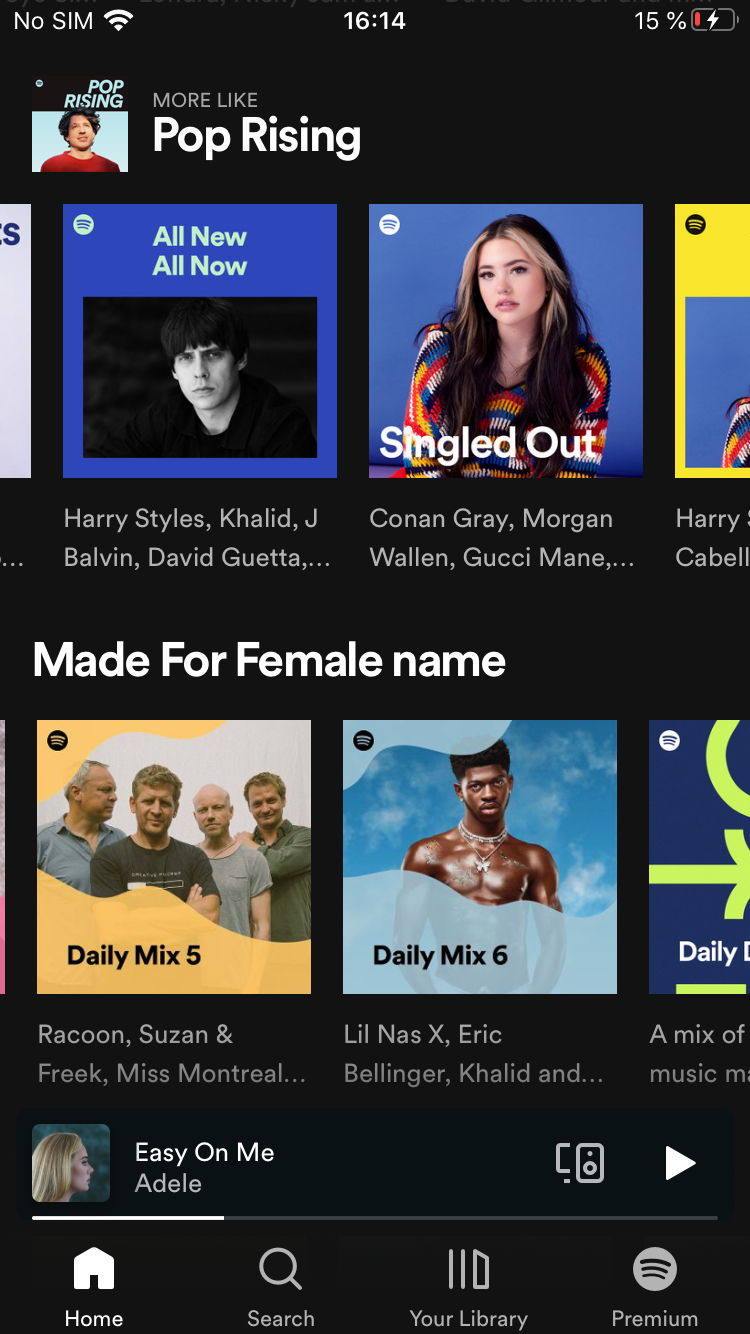 No SIM
16:14
15 %
POP
RISING
MORE LIKE
Pop Rising
ts
All New
All Now
Singled Out
Harry Styles, Khalid, J
Balvin, David Guetta,...
Conan Gray, Morgan
Wallen, Gucci Mane,...
Harry
Cabell
Made For Female name
Daily Mix 5
Daily Mix 6
Daily
Racoon, Suzan &
Freek, Miss Montreal...
Lil Nas X, Eric
Bellinger, Khalid and...
A mix of
music ma
Easy On Me
Adele
Home
Search
Your Library
Premium